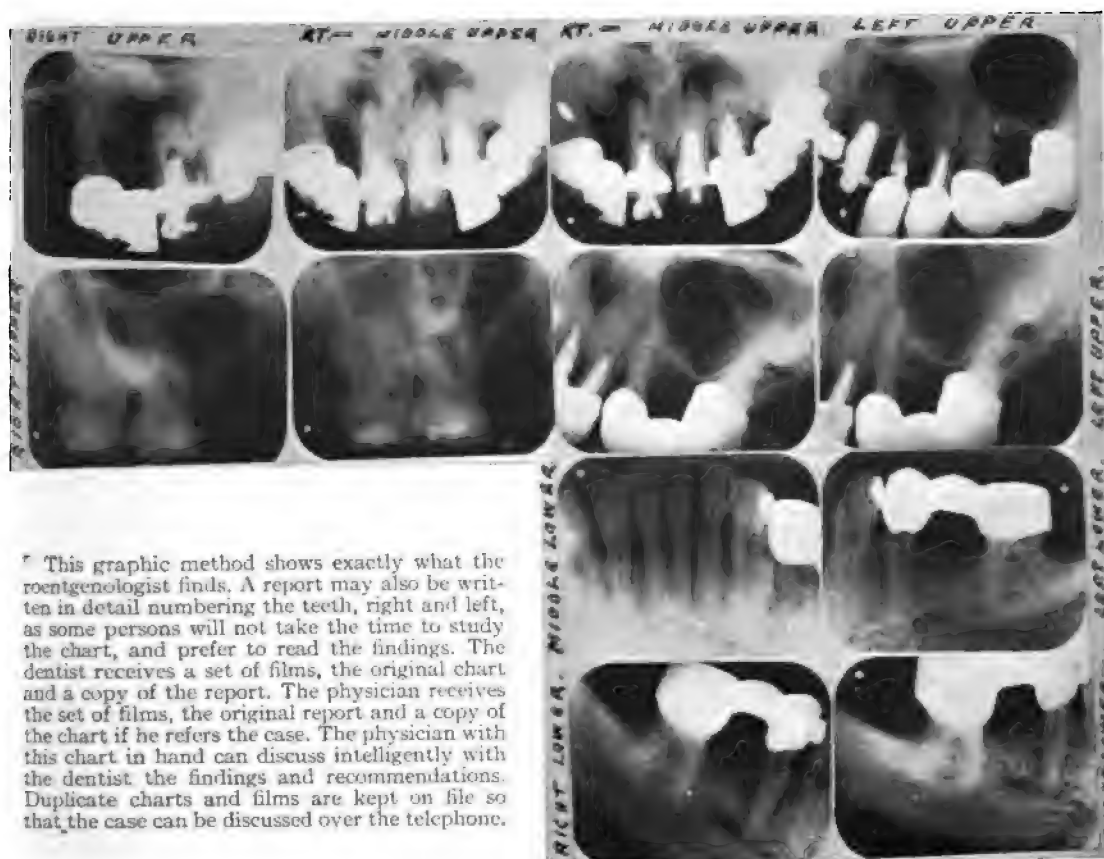 RIGHT UPPER
RT.— MIDDLE UPPER
RT.— MIDDLE UPPER.
LEFT UPPER.
RIGHT UPPER
LEFT UPPER.
MIDDLE LOWER
LEFT LOWER.
RIGHT LOWER.
This graphic method shows exactly what the
roentgenologist finds. A report may also be writ-
ten in detail numbering the teeth, right and left,
as some persons will not take the time to study
the chart, and prefer to read the findings. The
dentist receives a set of films, the original chart
and a copy of the report. The physician receives
the set of films, the original report and a copy of
the chart if he refers the case. The physician with
this chart in hand can discuss intelligently with
the dentist the findings and recommendations.
Duplicate charts and films are kept on file so
that the case can be discussed over the telephone.